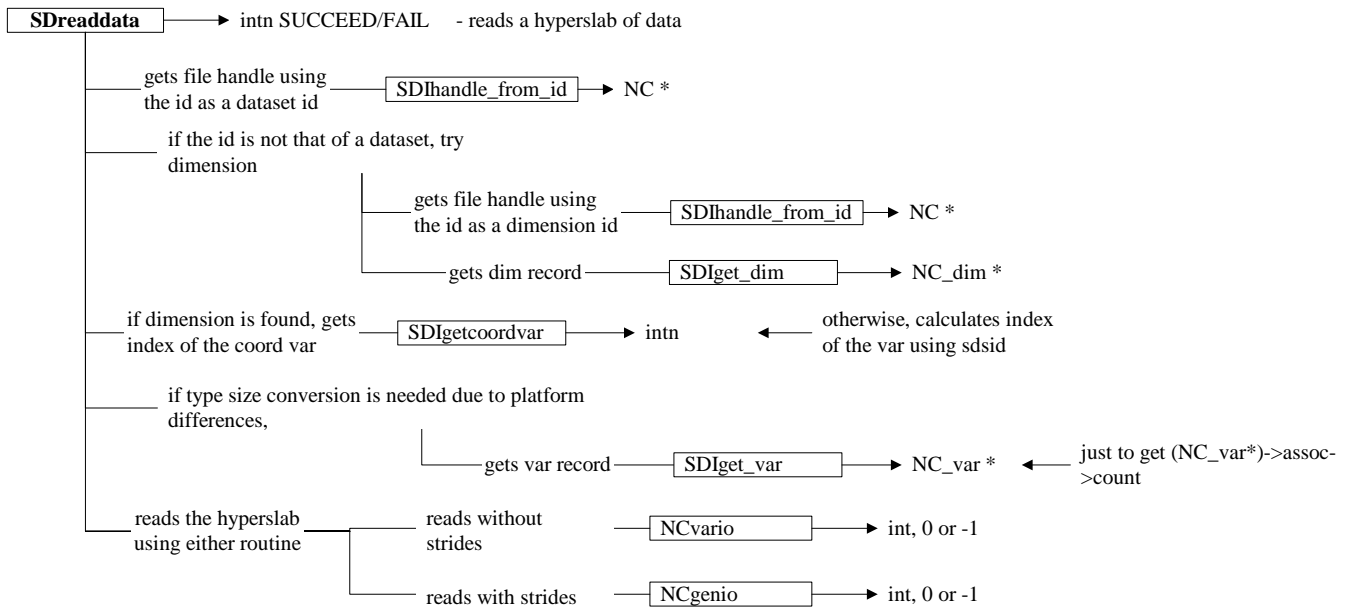 SDreaddata intn SUCCEED/FAIL - reads a hyperslab of data
gets file handle using
the id as a dataset id
SDIhandle_from_id NC *
if the id is not that of a dataset, try
dimension
gets file handle using
the id as a dimension id
SDIhandle_from_id NC *
gets dim record SDIget_dim NC_dim *
if dimension is found, gets
index of the coord var
SDIgetcoordvar intn
otherwise, calculates index
of the var using sdsid
if type size conversion is needed due to platform
differences,
gets var record SDIget_var NC_var *
just to get (NC_var*)->assoc-
>count
reads the hyperslab
using either routine
reads without
strides
NCvario int, 0 or -1
reads with strides NCgenio int, 0 or -1